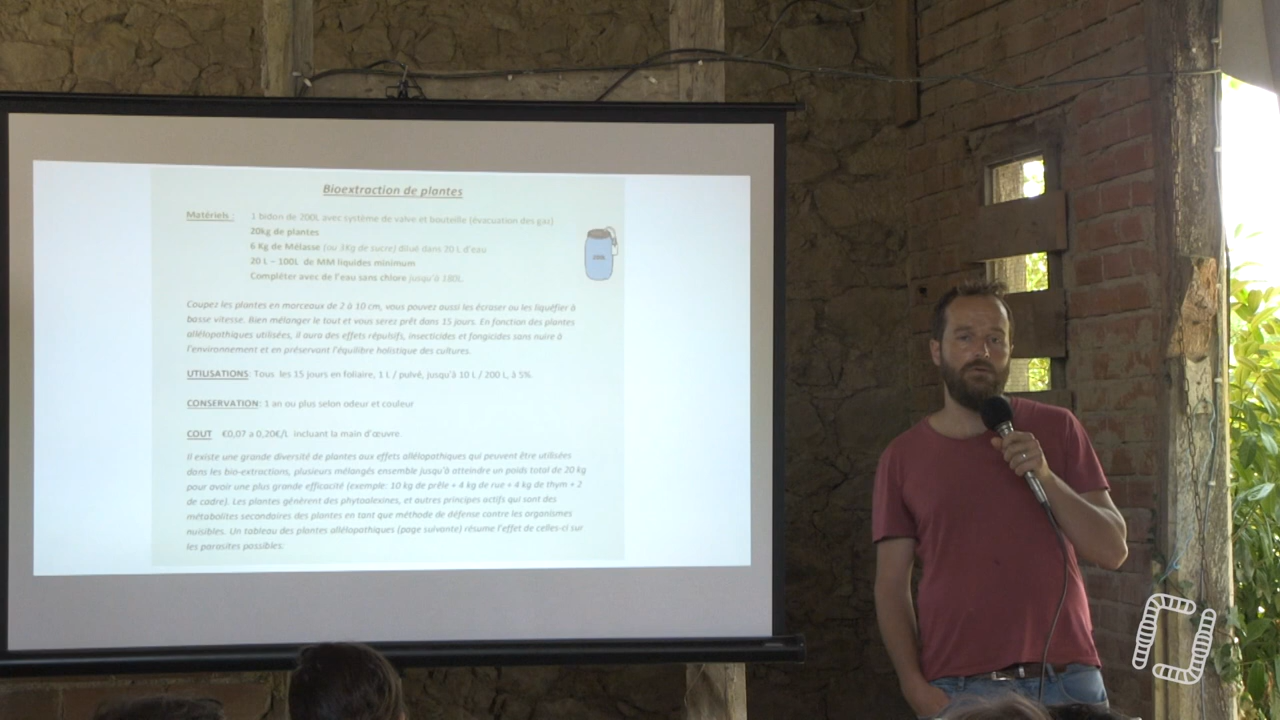 Bioextraction de plantes
Matériels : 1 bidon de 200L avec système de valve et bouteille (évacuation des gaz)
20kg de plantes
6 Kg de Mélasse (ou 3Kg de sucre) dilué dans 20 L d'eau
20 L – 100L de MM liquides minimum
Compléter avec de l'eau sans chlore jusqu'à 180L.
200L
Coupez les plantes en morceaux de 2 à 10 cm, vous pouvez aussi les écraser ou les liquéfier à
basse vitesse. Bien mélanger le tout et vous serez prêt dans 15 jours. En fonction des plantes
allélopathiques utilisées, il aura des effets répulsifs, insecticides et fongicides sans nuire à
l'environnement et en préservant l'équilibre holistique des cultures.
UTILISATIONS: Tous les 15 jours en foliaire, 1 L / pulvé, jusqu'à 10 L / 200 L, à 5%.
CONSERVATION: 1 an ou plus selon odeur et couleur
COUT €0,07 a 0,20€/L incluant la main d'œuvre.
Il existe une grande diversité de plantes aux effets allélopathiques qui peuvent être utilisées
dans les bio-extractions, plusieurs mélangés ensemble jusqu'à atteindre un poids total de 20 kg
pour avoir une plus grande efficacité (exemple: 10 kg de prêle + 4 kg de rue + 4 kg de thym + 2
de cadre). Les plantes génèrent des phytoalexines, et autres principes actifs qui sont des
métabolites secondaires des plantes en tant que méthode de défense contre les organismes
nuisibles. Un tableau des plantes allélopathiques (page suivante) résume l'effet de celles-ci sur
les parasites possibles: